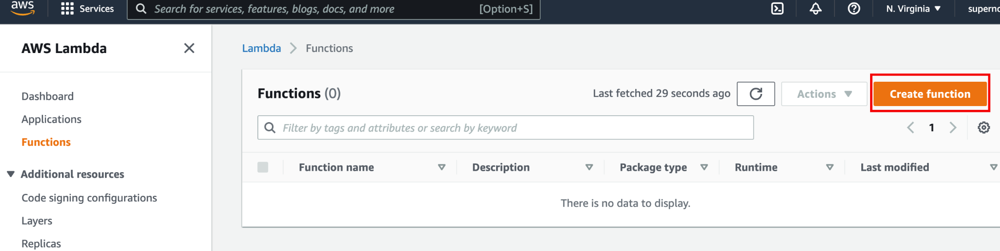 aws
Services
Search for services, features, blogs, docs, and more
[Option+S]
N. Virginia
AWS Lambda
Dashboard
Applications
Functions
Additional resources
Code signing configurations
Layers
Replicas
Lambda
Functions
Functions (0)
Last fetched 29 seconds ago
Actions
Create function
Filter by tags and attributes or search by keyword
1
Function name
Description
Package type
Runtime
Last modified
There is no data to display.